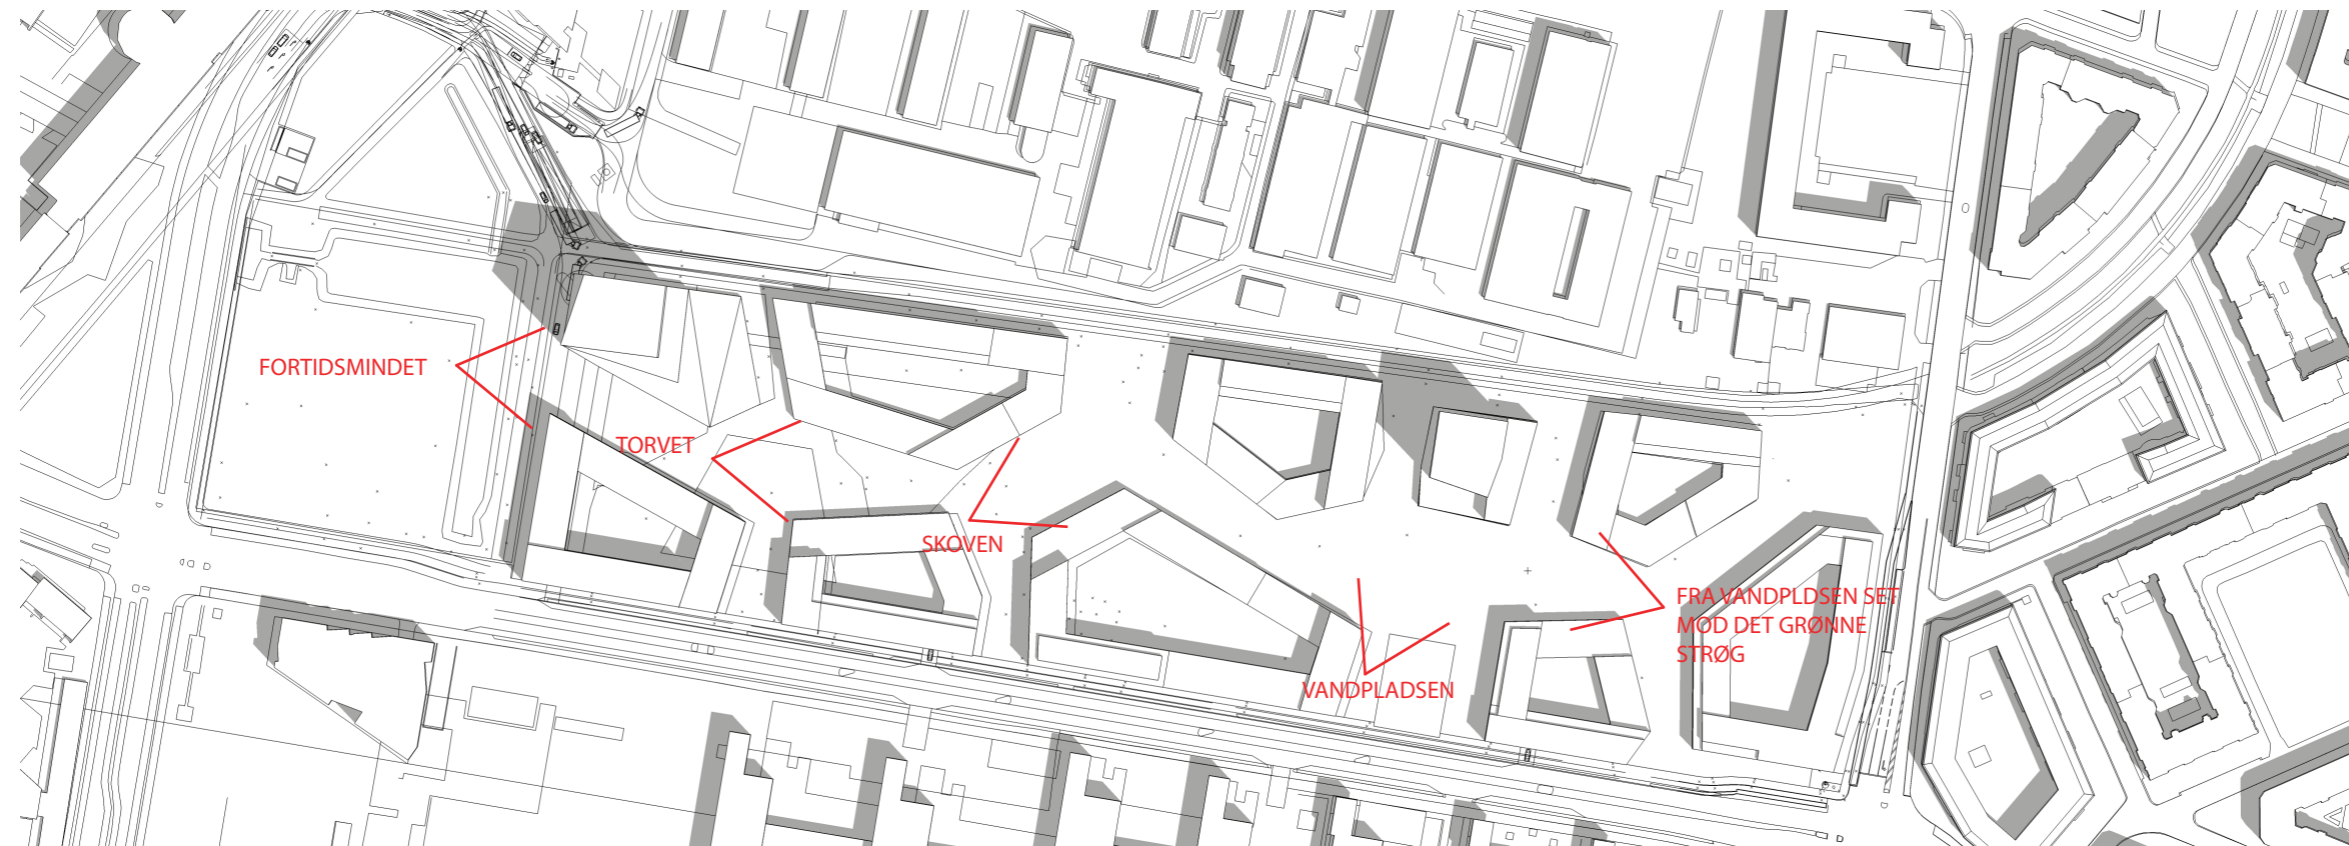 FORTIDSMINDET
TORVET
SKOVEN
VANDPLADSEN
FRA VANDPLDSEN SET
MOD DET GRØNNE
STRØG